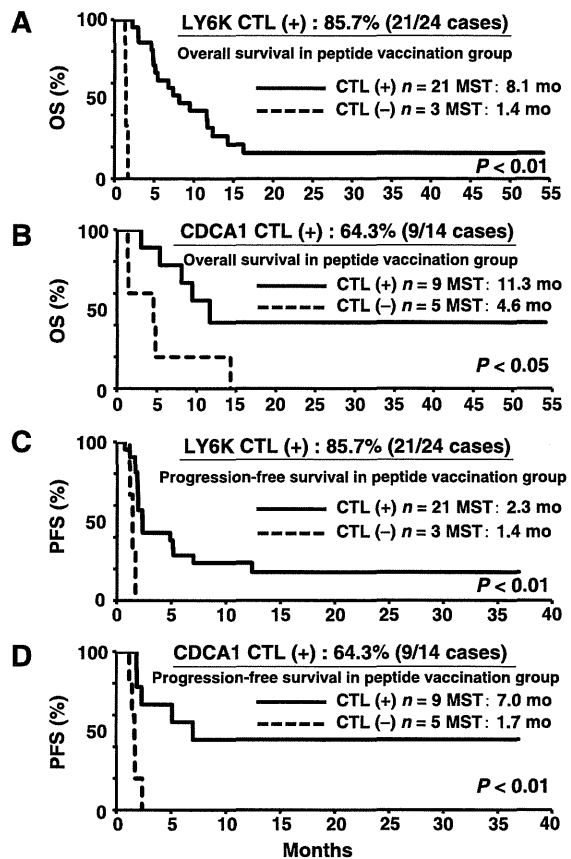 A
LY6K CTL (+) : 85.7% (21/24 cases)
Overall survival in peptide vaccination group
CTL (+) n = 21 MST: 8.1 mo
CTL (–) n = 3 MST: 1.4 mo
P < 0.01
OS (%)
100
50
0
0 5 10 15 20 25 30 35 40 45 50 55
B
CDCA1 CTL (+) : 64.3% (9/14 cases)
Overall survival in peptide vaccination group
CTL (+) n = 9 MST: 11.3 mo
CTL (–) n = 5 MST: 4.6 mo
P < 0.05
OS (%)
100
50
0
0 5 10 15 20 25 30 35 40 45 50 55
C
LY6K CTL (+) : 85.7% (21/24 cases)
Progression-free survival in peptide vaccination group
CTL (+) n = 21 MST: 2.3 mo
CTL (–) n = 3 MST: 1.4 mo
P < 0.01
PFS (%)
100
50
0
0 5 10 15 20 25 30 35 40
D
CDCA1 CTL (+) : 64.3% (9/14 cases)
Progression-free survival in peptide vaccination group
CTL (+) n = 9 MST: 7.0 mo
CTL (–) n = 5 MST: 1.7 mo
P < 0.01
PFS (%)
100
50
0
0 5 10 15 20 25 30 35 40
Months